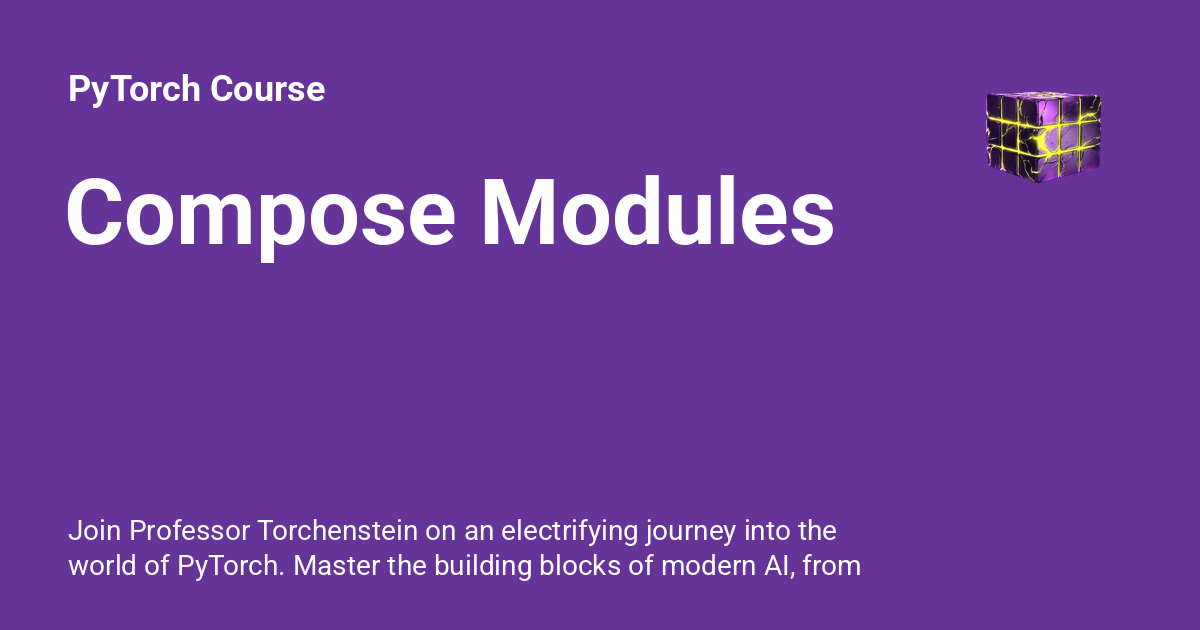 PyTorch Course
Compose Modules
Join Professor Torchenstein on an electrifying journey into the
world of PyTorch. Master the building blocks of modern AI, from